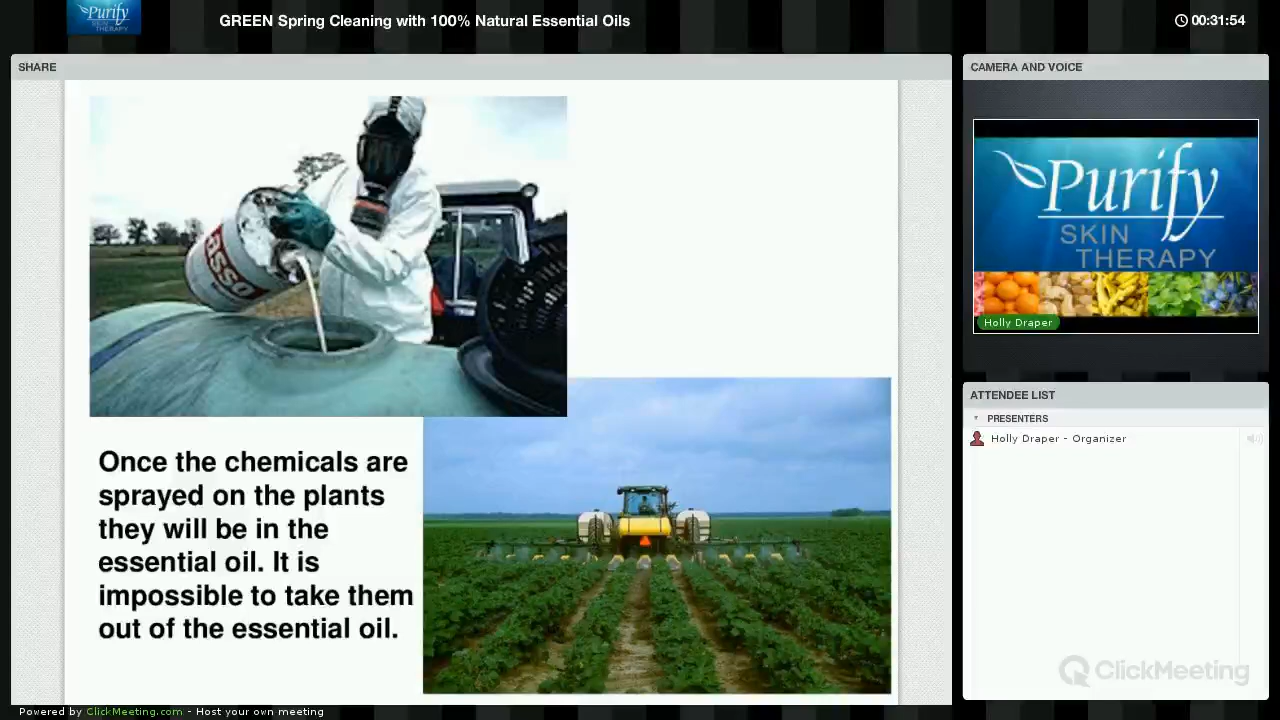 Purify
SKIN
THERAPY
GREEN Spring Cleaning with 100% Natural Essential Oils
00:31:54
SHARE
CAMERA AND VOICE
asso
Purify
SKIN
THERAPY
Holly Draper
Once the chemicals are
sprayed on the plants
they will be in the
essential oil. It is
impossible to take them
out of the essential oil.
ATTENDEE LIST
PRESENTERS
Holly Draper - Organizer
ClickMeeting
Powered by ClickMeeting.com - Host your own meeting